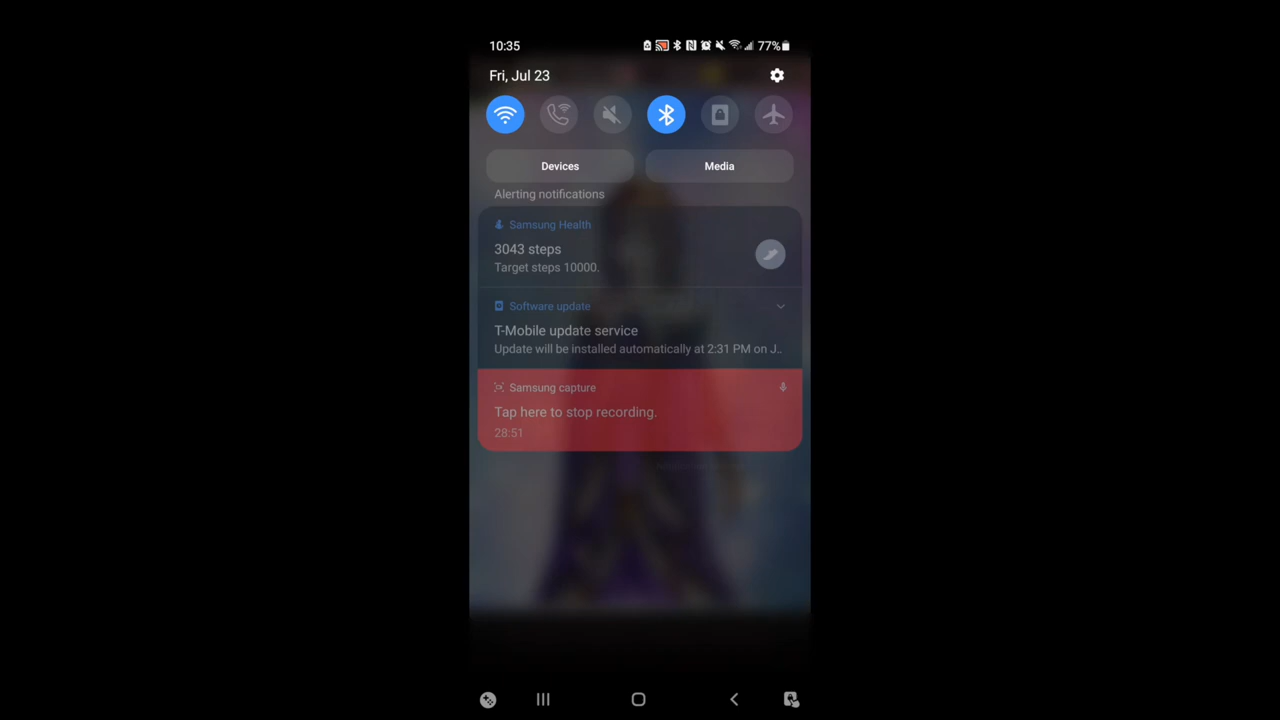 10:35
77%
Fri, Jul 23
Devices
Media
Alerting notifications
Samsung Health
3043 steps
Target steps 10000.
Software update
T-Mobile update service
Update will be installed automatically at 2:31 PM on J..
Samsung capture
Tap here to stop recording.
28:51